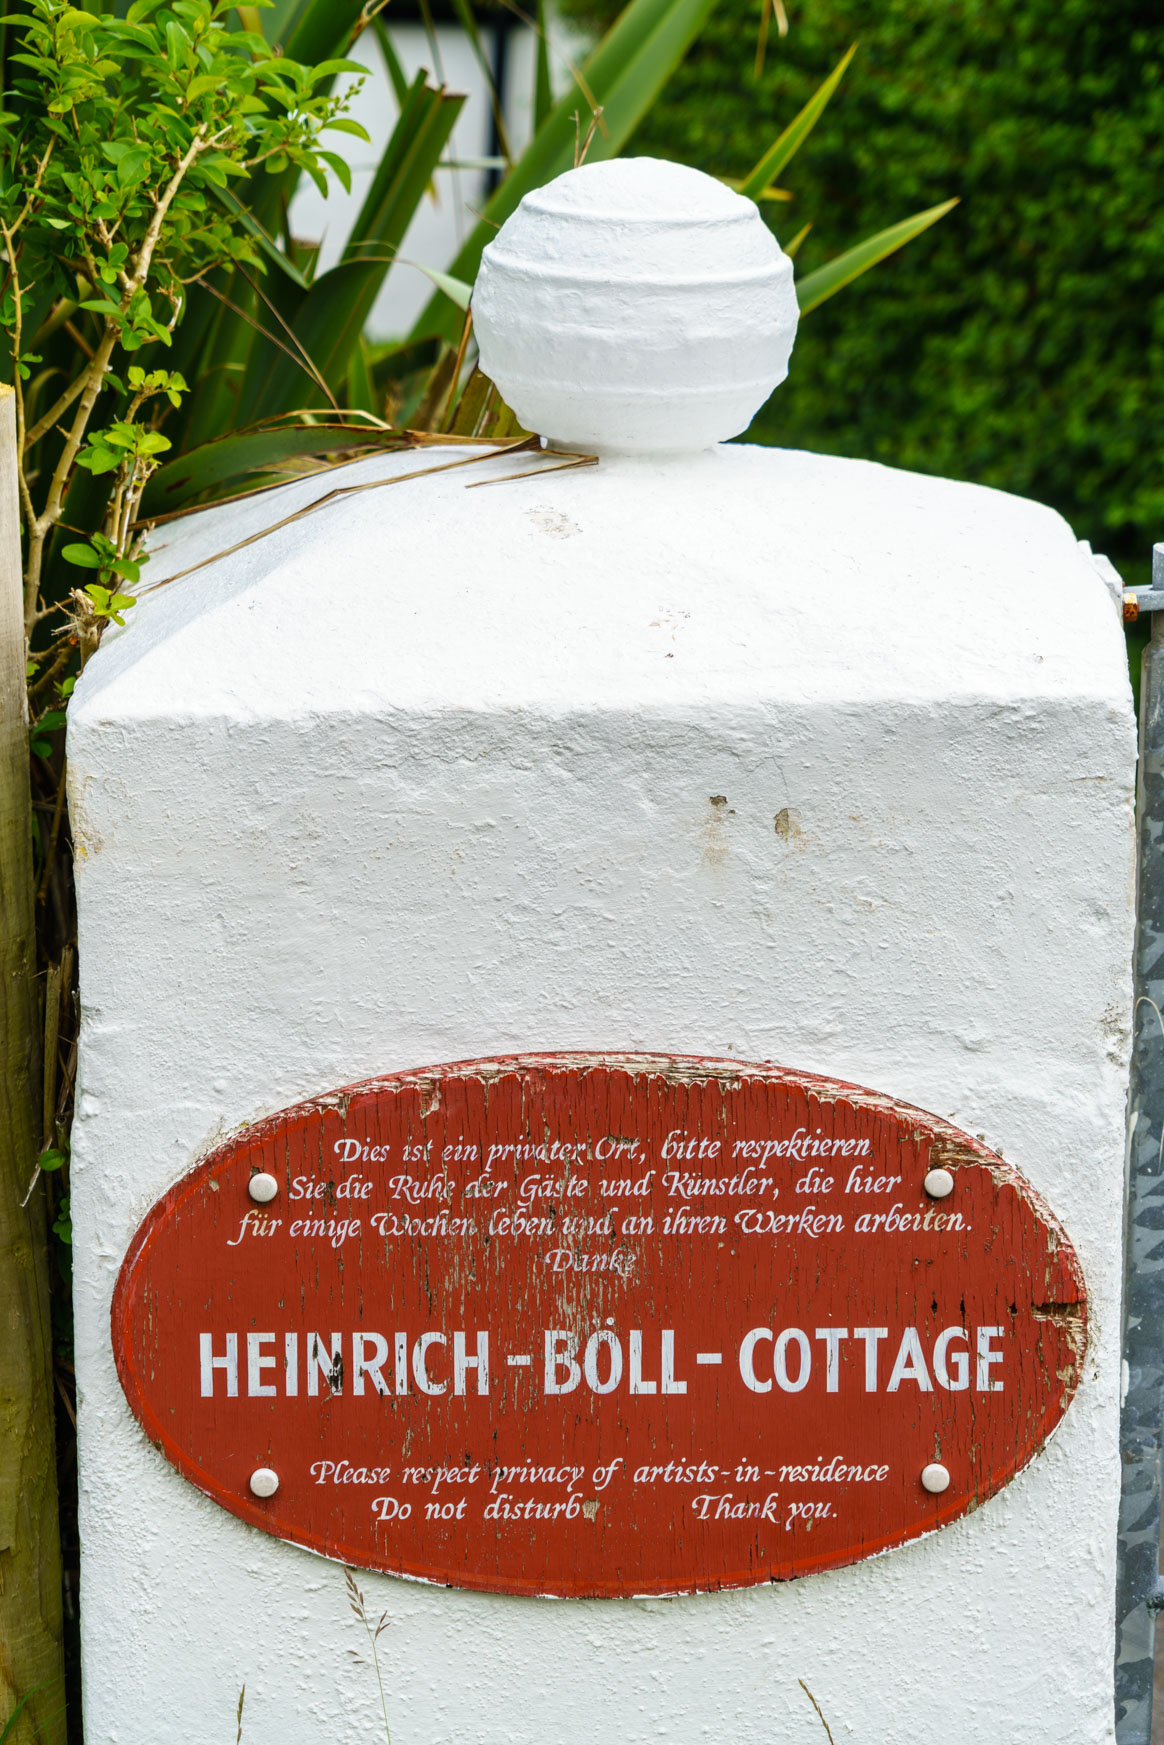 Dies ist ein privater Ort, bitte respektieren
Sie die Ruhe der Gäste und Künstler, die hier
für einige Wochen leben und an ihren Werken arbeiten.
Danke
HEINRICH-BÖLL-COTTAGE
Please respect privacy of artists-in-residence
Do not disturb Thank you.